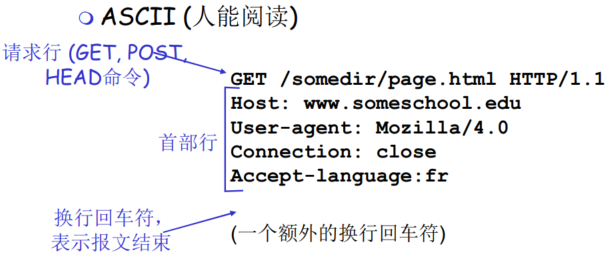 ASCII (人能阅读)
请求行 (GET, POST,
HEAD命令)
GET /somedir/page.html HTTP/1.1
Host: www.someschool.edu
User-agent: Mozilla/4.0
Connection: close
Accept-language:fr
首部行
换行回车符，
表示报文结束
(一个额外的换行回车符)